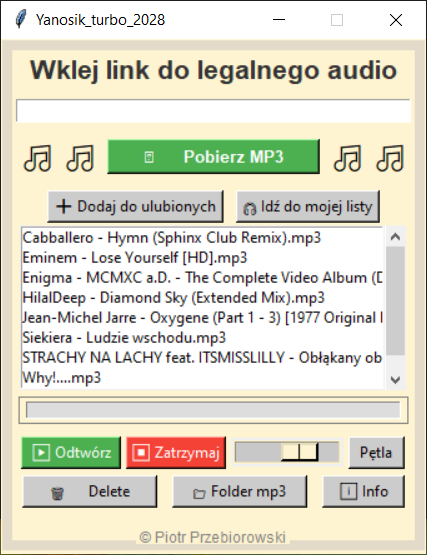 Yanosik_turbo_2028
Wklej link do legalnego audio
Pobierz MP3
Dodaj do ulubionych
Idź do mojej listy
Cabballero - Hymn (Sphinx Club Remix).mp3
Eminem - Lose Yourself [HD].mp3
Enigma - MCMXC a.D. - The Complete Video Album (D
HilalDeep - Diamond Sky (Extended Mix).mp3
Jean-Michel Jarre - Oxygene (Part 1 - 3) [1977 Original
Siekiera - Ludzie wschodu.mp3
STRACHY NA LACHY feat. ITSMISSLILLY - Obłąkany ob
Why!....mp3
Odtwórz
Zatrzymaj
Pętla
Delete
Folder mp3
Info
© Piotr Przebiorowski